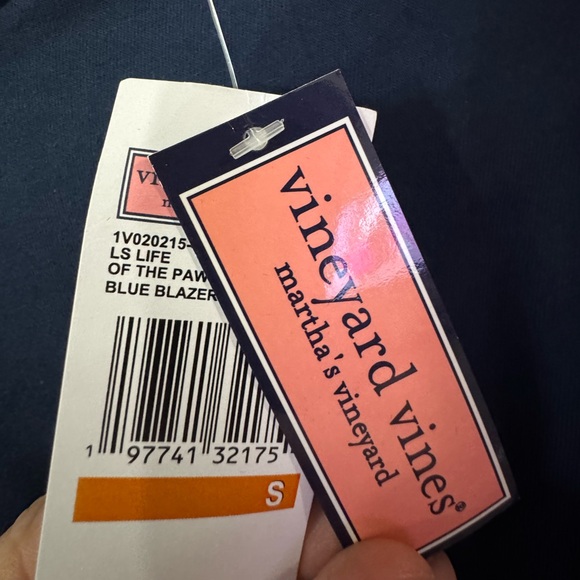 1V020215-
LS LIFE
OF THE PAW
BLUE BLAZER
1 97741 32175
S
vineyard vines®
martha's vineyard